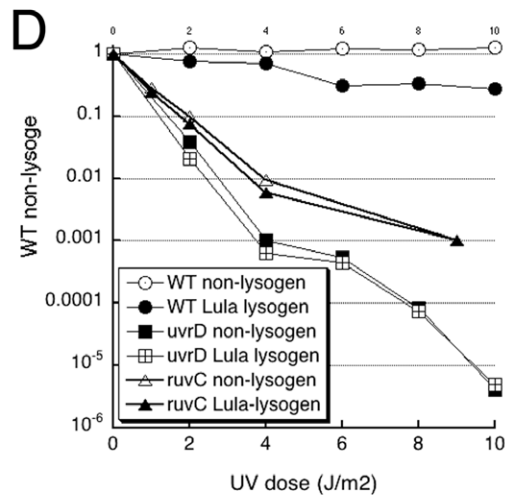 D
0 2 4 6 8 10
1
0.1
0.01
0.001
0.0001
10-5
10-6
WT non-lysoge
WT non-lysogen
WT Lula lysogen
uvrD non-lysogen
uvrD Lula lysogen
ruvC non-lysogen
ruvC Lula-lysogen
0 2 4 6 8 10
UV dose (J/m2)